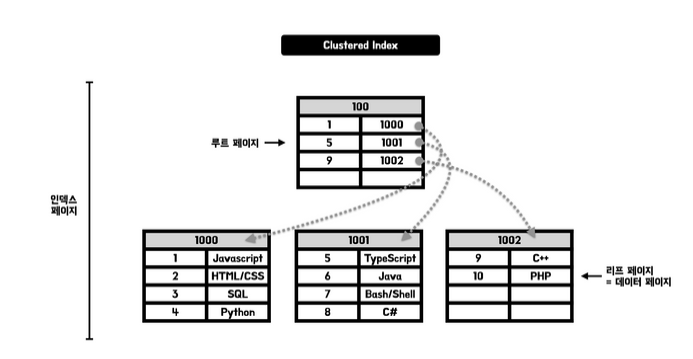 Clustered Index
100
루트 페이지
1 1000
5 1001
9 1002
인덱스
페이지
1000
1 Javascript
2 HTML/CSS
3 SQL
4 Python
1001
5 TypeScript
6 Java
7 Bash/Shell
8 C#
1002
9 C++
10 PHP
리프 페이지
= 데이터 페이지